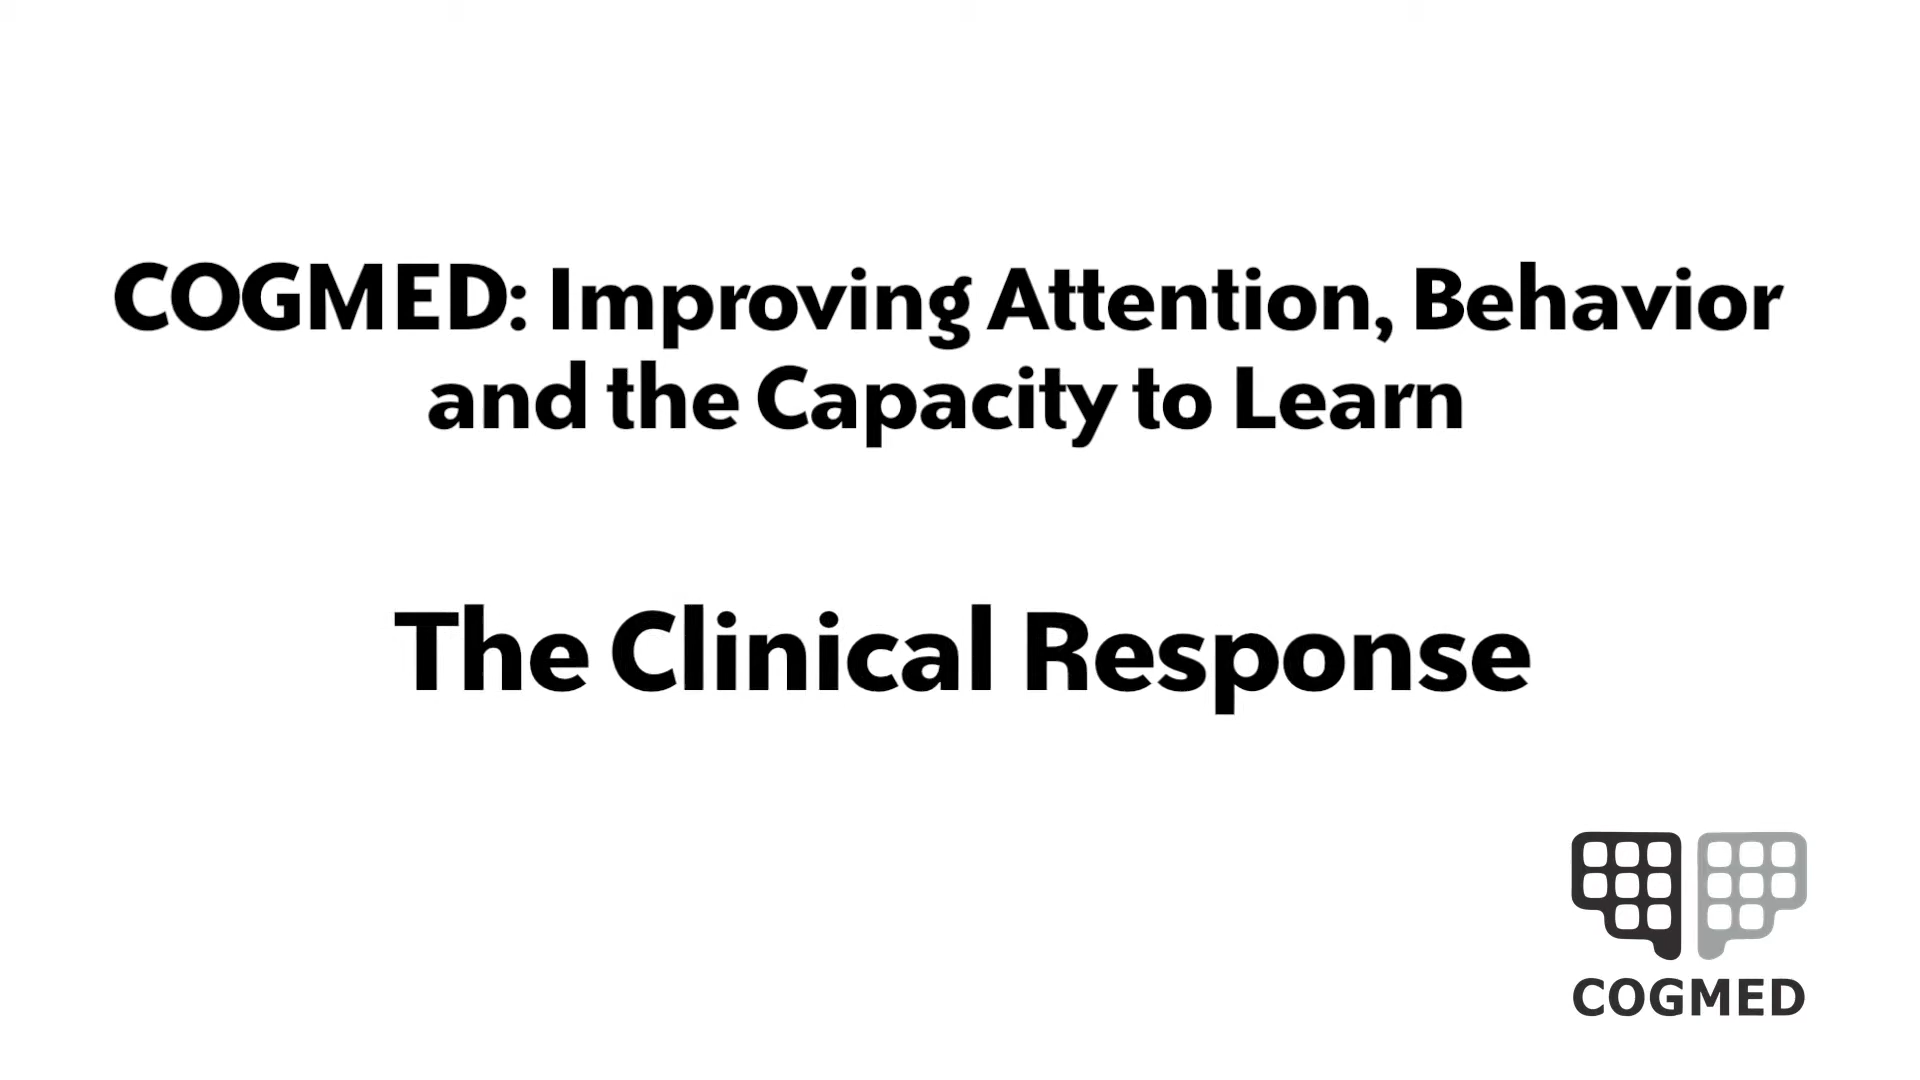 COGMED: Improving Attention, Behavior
and the Capacity to Learn
The Clinical Response
COGMED